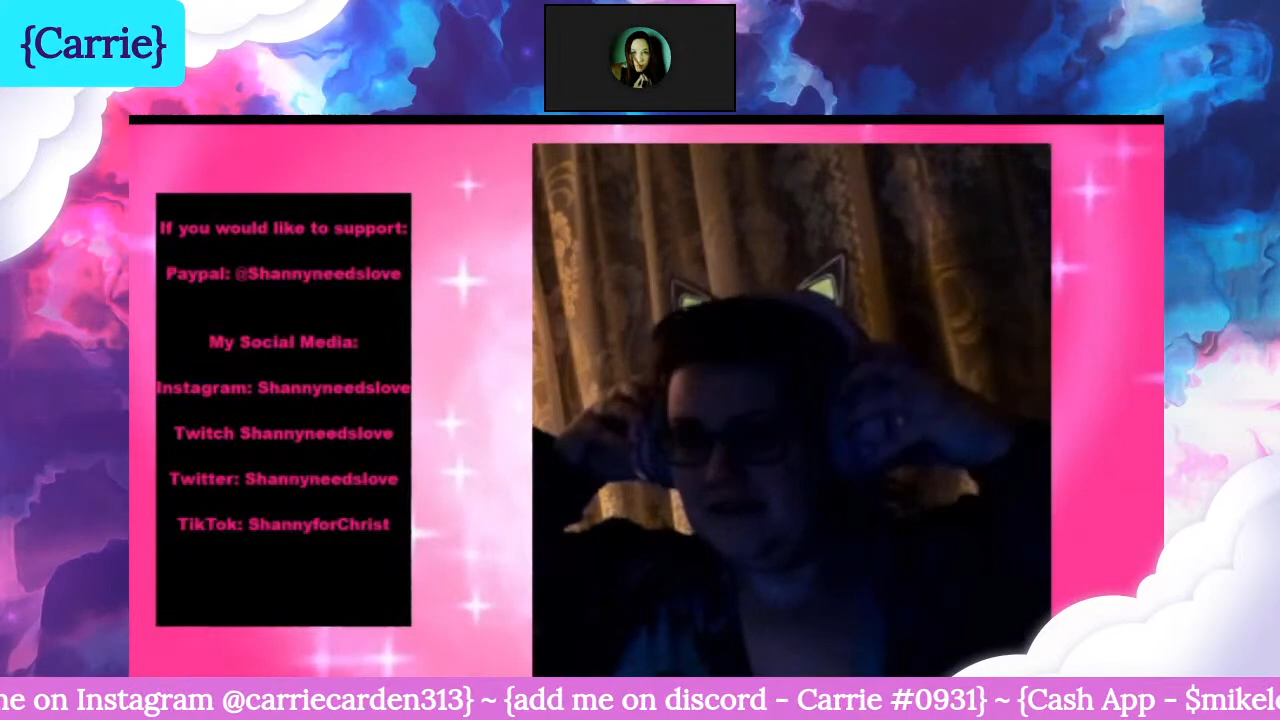 {Carrie}
If you would like to support:
Paypal: @Shannyneedslove
My Social Media:
Instagram: Shannyneedslove
Twitch Shannyneedslove
Twitter: Shannyneedslove
TikTok: ShannyforChrist
me on Instagram @carriecarden313} ~ {add me on discord - Carrie #0931} ~ {Cash App - $mikel